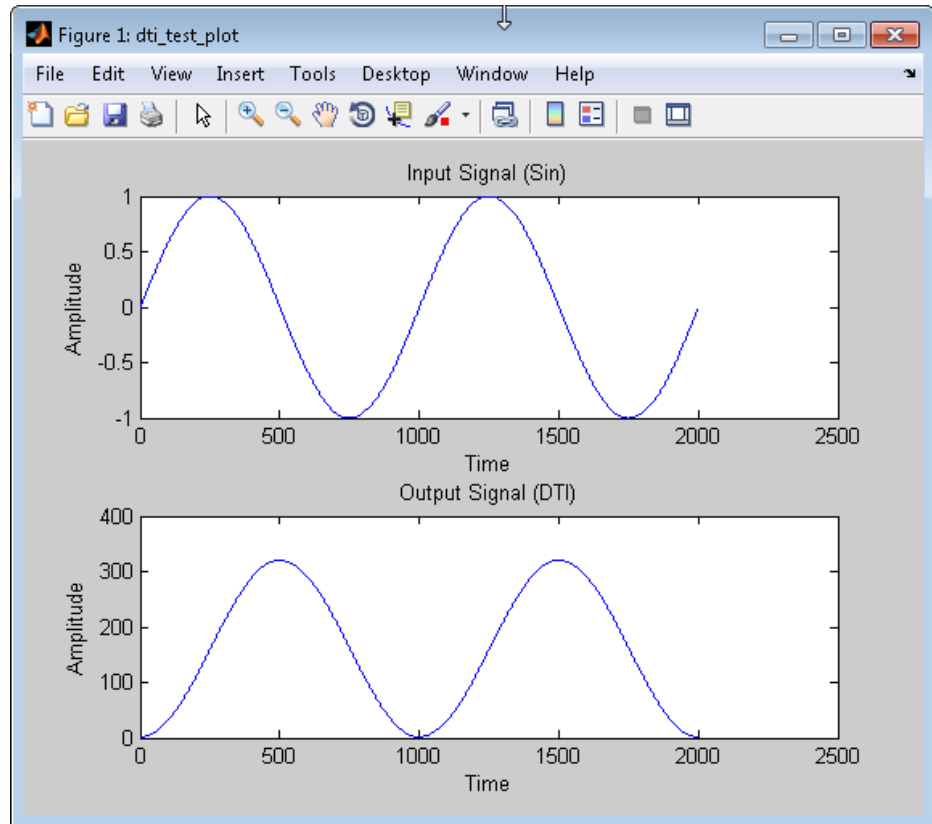 Figure 1: dti_test_plot
File Edit View Insert Tools Desktop Window Help
Input Signal (Sin)
1
0.5
0
-0.5
-1
Amplitude
0 500 1000 1500 2000 2500
Time
Output Signal (DTI)
400
300
200
100
0
Amplitude
0 500 1000 1500 2000 2500
Time